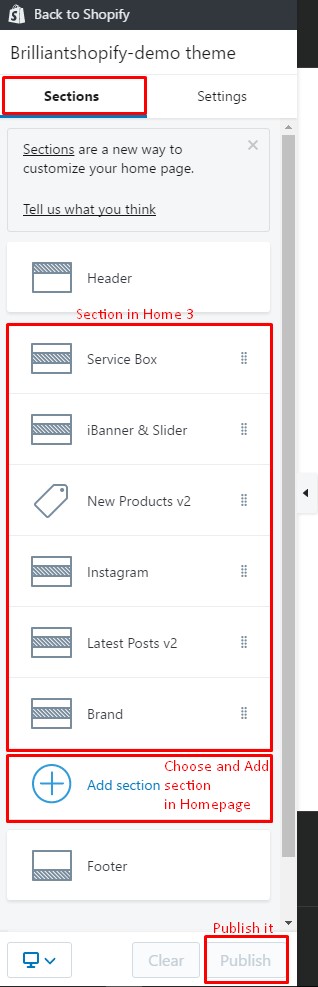 Back to Shopify
Brilliantshopify-demo theme
Sections Settings
Sections are a new way to
customize your home page.
Tell us what you think
Header
Section in Home 3
Service Box
iBanner & Slider
New Products v2
Instagram
Latest Posts v2
Brand
Choose and Add
Add section section
in Homepage
Footer
Publish it
Clear Publish